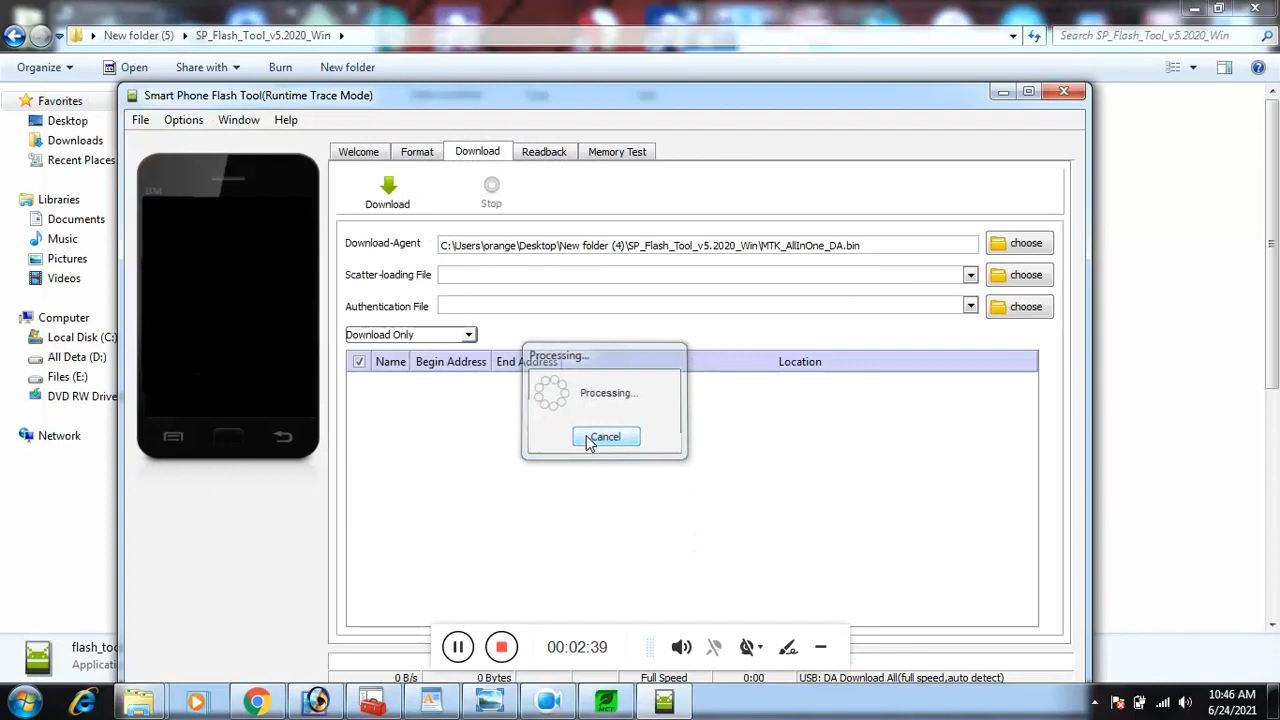 New folder (5) SP_Flash_Tool_v5.2020_Win Search SP_Flash_Tool_v5.2020_Win
Organize Open Share with Burn New folder
Favorites
Desktop
Downloads
Recent Places
Libraries
Documents
Music
Pictures
Videos
Computer
Local Disk (C:)
All Deta (D:)
Files (E:)
DVD RW Drive
Network
Smart Phone Flash Tool(Runtime Trace Mode)
File Options Window Help
BM
Welcome Format Download Readback Memory Test
Download Stop
Download-Agent C:\Users\orange\Desktop\New folder (4)\SP_Flash_Tool_v5.2020_Win\MTK_AllInOne_DA.bin choose
Scatter-loading File choose
Authentication File choose
Download Only
Name Begin Address End Address Location
Processing...
Processing...
Cancel
00:02:39
0 B/s 0 Bytes Full Speed 0:00 USB: DA Download All(full speed,auto detect)
flash_too
Applicati
MCT
10:46 AM
6/24/2021